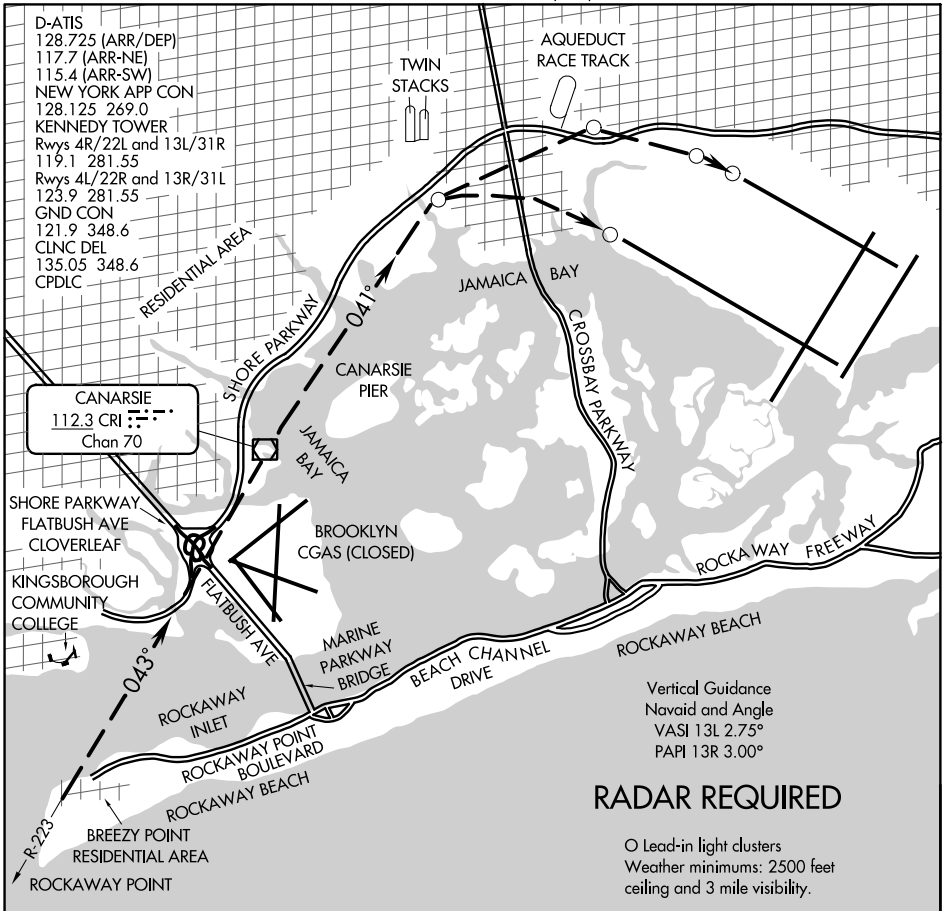 D-ATIS
128.725 (ARR/DEP)
117.7 (ARR-NE)
115.4 (ARR-SW)
NEW YORK APP CON
128.125 269.0
KENNEDY TOWER
Rwys 4R/22L and 13L/31R
119.1 281.55
Rwys 4L/22R and 13R/31L
123.9 281.55
GND CON
121.9 348.6
CLNC DEL
135.05 348.6
CPDLC
TWIN
STACKS
AQUEDUCT
RACE TRACK
RESIDENTIAL AREA
SHORE PARKWAY
041°
JAMAICA BAY
CROSSBAY PARKWAY
CANARSIE
PIER
CANARSIE
112.3 CRI
Chan 70
JAMAICA
BAY
SHORE PARKWAY
FLATBUSH AVE
CLOVERLEAF
BROOKLYN
CGAS (CLOSED)
KINGSBOROUGH
COMMUNITY
COLLEGE
FLATBUSH AVE
043°
MARINE
PARKWAY
BRIDGE
BEACH CHANNEL
DRIVE
ROCKAWAY FREEWAY
ROCKAWAY BEACH
ROCKAWAY
INLET
ROCKAWAY POINT
BOULEVARD
ROCKAWAY BEACH
R-223
BREEZY POINT
RESIDENTIAL AREA
ROCKAWAY POINT
Vertical Guidance
Navaid and Angle
VASI 13L 2.75°
PAPI 13R 3.00°
RADAR REQUIRED
O Lead-in light clusters
Weather minimums: 2500 feet
ceiling and 3 mile visibility.